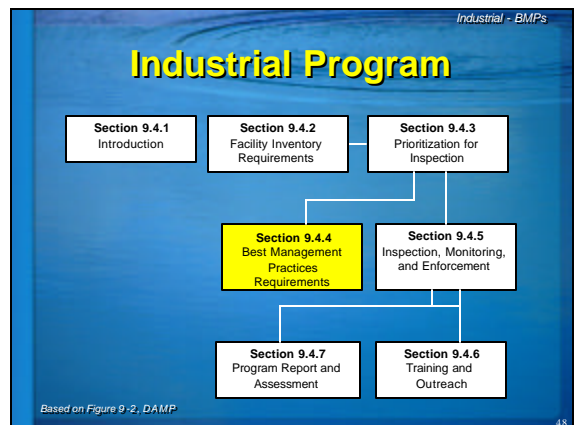 Industrial - BMPs
Industrial Program
Section 9.4.1
Introduction
Section 9.4.2
Facility Inventory
Requirements
Section 9.4.3
Prioritization for
Inspection
Section 9.4.4
Best Management
Practices
Requirements
Section 9.4.5
Inspection, Monitoring,
and Enforcement
Section 9.4.7
Program Report and
Assessment
Section 9.4.6
Training and
Outreach
Based on Figure 9-2, DAMP
48